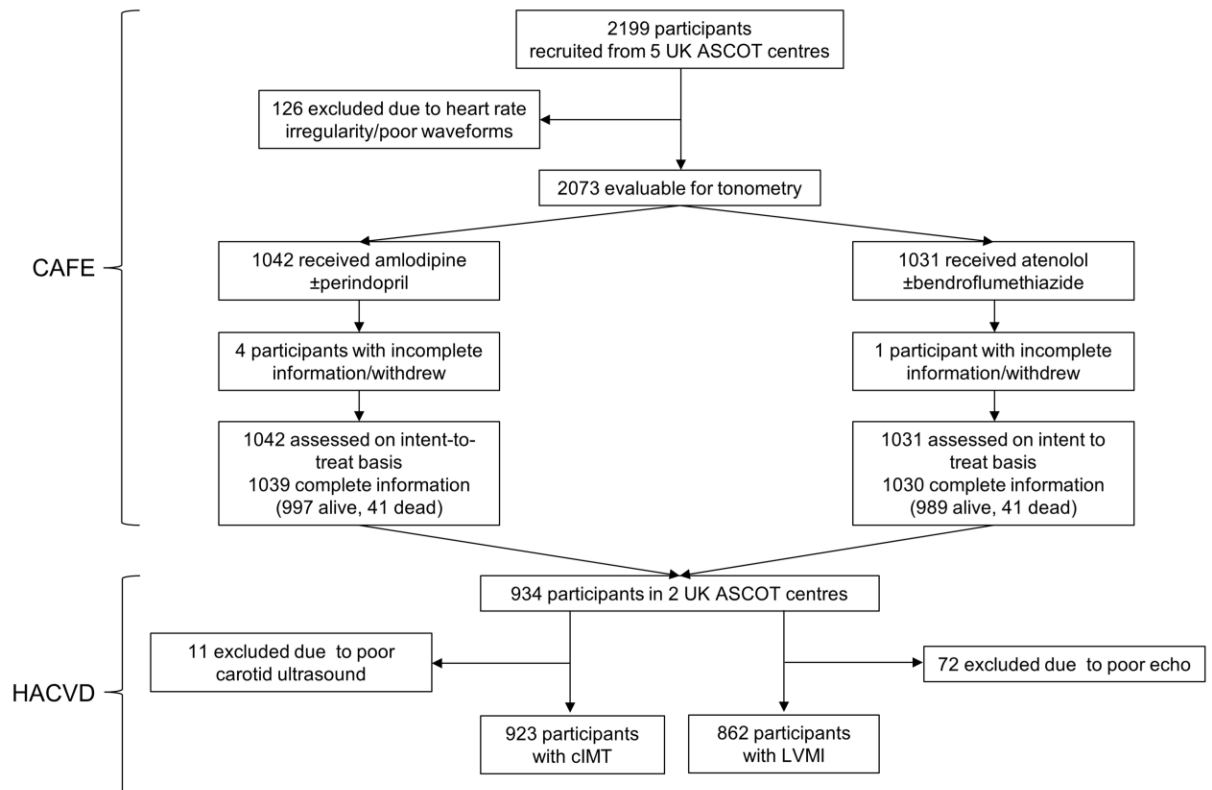 2199 participants
recruited from 5 UK ASCOT centres
126 excluded due to heart rate
irregularity/poor waveforms
2073 evaluable for tonometry
CAFE
1042 received amlodipine
±perindopril
1031 received atenolol
±bendroflumethiazide
4 participants with incomplete
information/withdrew
1 participant with incomplete
information/withdrew
1042 assessed on intent-to-
treat basis
1039 complete information
(997 alive, 41 dead)
1031 assessed on intent to
treat basis
1030 complete information
(989 alive, 41 dead)
934 participants in 2 UK ASCOT centres
11 excluded due to poor
carotid ultrasound
72 excluded due to poor echo
HACVD
923 participants
with cIMT
862 participants
with LVMI